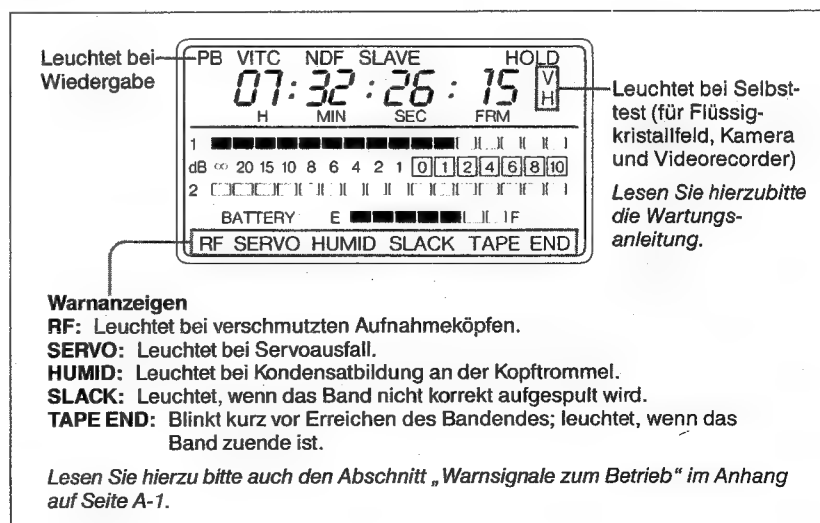 Leuchtet bei
Wiedergabe
PB VITC NDF SLAVE HOLD
07:32:26:15 V
H
H MIN SEC FRM
1
dB ∞ 20 15 10 8 6 4 2 1 0 1 2 4 6 8 10
2
BATTERY E F
RF SERVO HUMID SLACK TAPE END
Leuchtet bei Selbst-
test (für Flüssig-
kristallfeld, Kamera
und Videorecorder)
Lesen Sie hierzubitte
die Wartungs-
anleitung.
Warnanzeigen
RF: Leuchtet bei verschmutzten Aufnahmeköpfen.
SERVO: Leuchtet bei Servoausfall.
HUMID: Leuchtet bei Kondensatbildung an der Kopftrommel.
SLACK: Leuchtet, wenn das Band nicht korrekt aufgespult wird.
TAPE END: Blinkt kurz vor Erreichen des Bandendes; leuchtet, wenn das
Band zuende ist.
Lesen Sie hierzu bitte auch den Abschnitt „Warnsignale zum Betrieb“ im Anhang
auf Seite A-1.